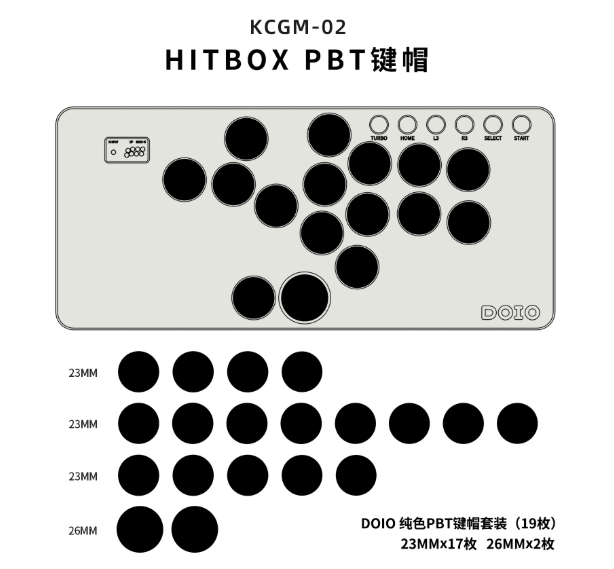 KCGM-02
HITBOX PBT键帽
TURBO HOME L3 R3 SELECT START
8888
DOIO
23MM
23MM
23MM
26MM
DOIO 纯色PBT键帽套装（19枚）
23MMx17枚 26MMx2枚